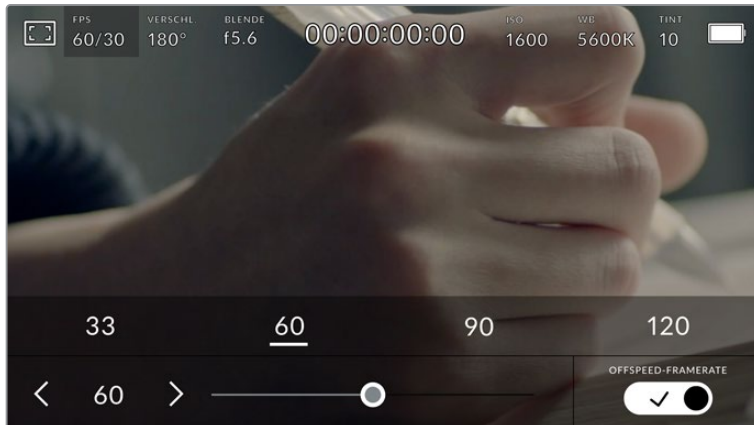 FPS VERSCHL. BLENDE ISO WB TINT
60/30 180° f5.6 00:00:00:00 1600 5600K 10
33 60 90 120
OFFSPEED-FRAMERATE
60